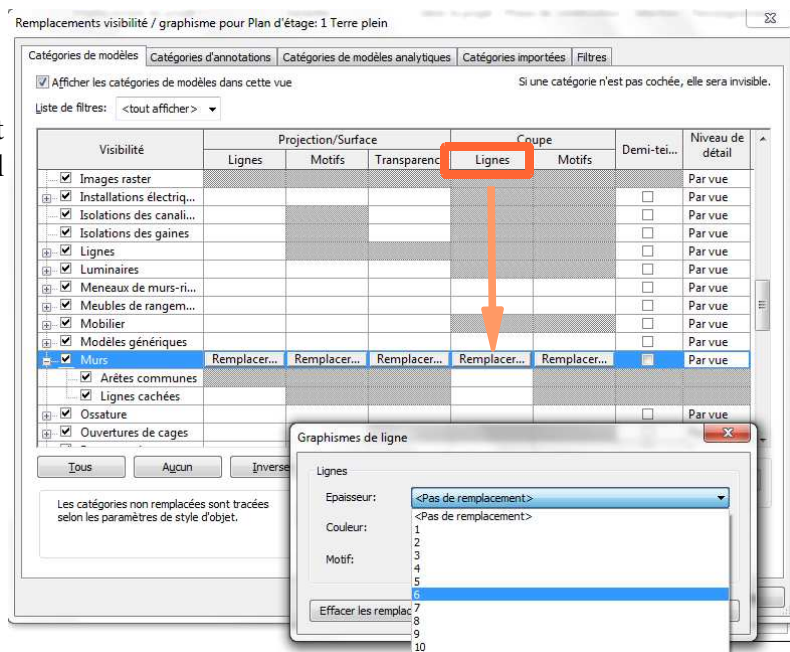 Remplacements visibilité / graphisme pour Plan d'étage: 1 Terre plein
Catégories de modèles Catégories d'annotations Catégories de modèles analytiques Catégories importées Filtres
Afficher les catégories de modèles dans cette vue Si une catégorie n'est pas cochée, elle sera invisible.
Liste de filtres: <tout afficher>
Visibilité Projection/Surface Coupe Demi-tei... Niveau de détail
Lignes Motifs Transparenc Lignes Motifs
Images raster Par vue
Installations électriq... Par vue
Isolations des canali... Par vue
Isolations des gaines Par vue
Lignes Par vue
Luminaires Par vue
Meneaux de murs-ri... Par vue
Meubles de rangem... Par vue
Mobilier Par vue
Modèles génériques Par vue
Murs Remplacer... Remplacer... Remplacer... Remplacer... Remplacer... Par vue
Arêtes communes
Lignes cachées
Ossature Par vue
Ouvertures de cages
Tous Aucun Inverse
Les catégories non remplacées sont tracées
selon les paramètres de style
d'objet.
Graphismes de ligne
Lignes
Epaisseur: <Pas de remplacement>
<Pas de remplacement>
1
2
Couleur:
3
4
Motif:
5
6
7
Effacer les remplac
8
9
10